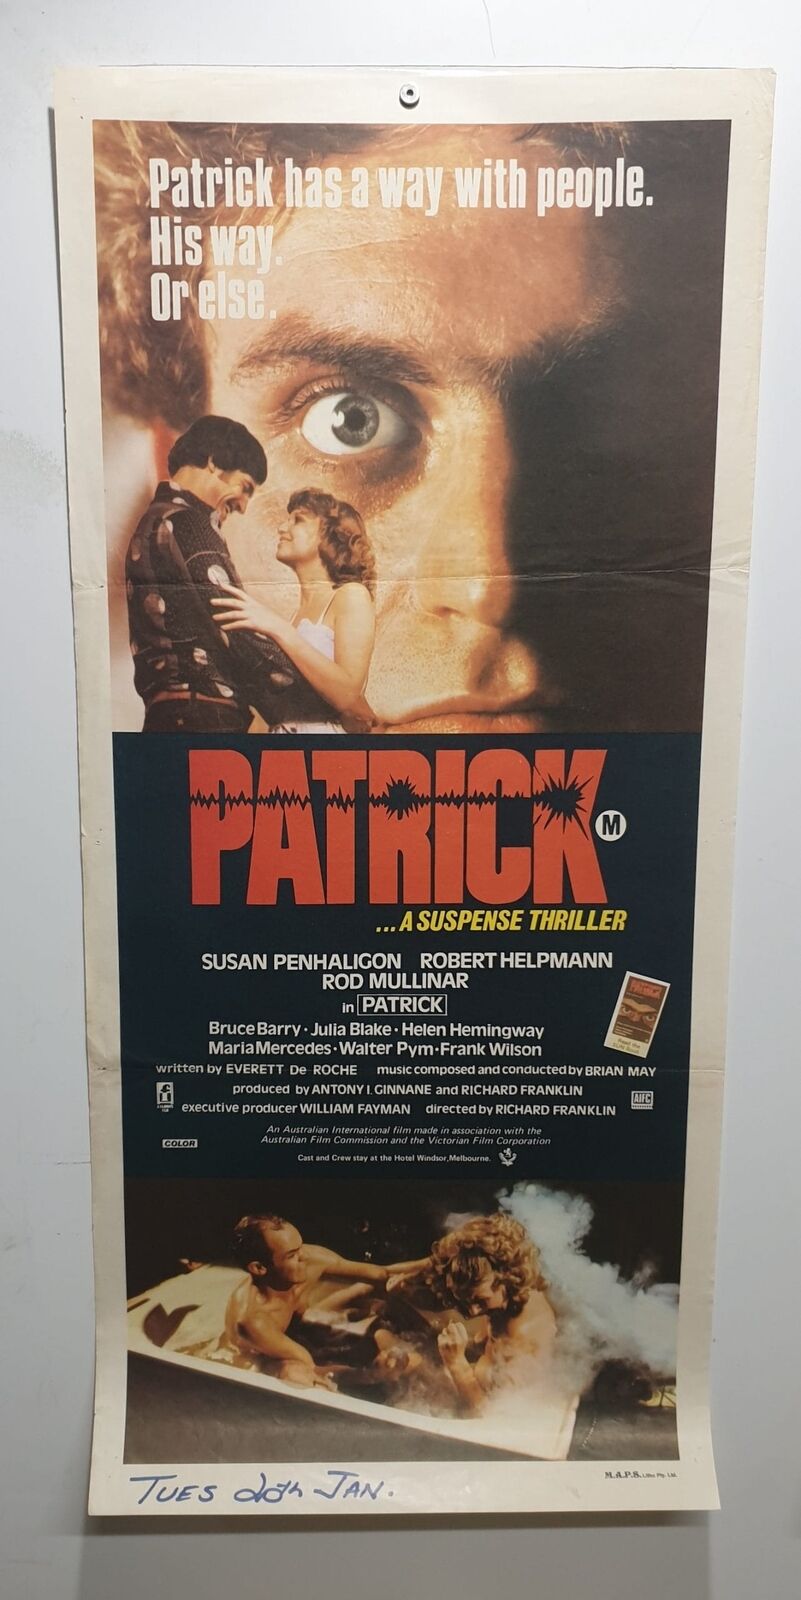 Patrick has a way with people.
His way.
Or else.
PATRICK
M
...A SUSPENSE THRILLER
SUSAN PENHALIGON ROBERT HELPMANN
ROD MULLINAR
in PATRICK
Bruce Barry · Julia Blake · Helen Hemingway
Maria Mercedes · Walter Pym · Frank Wilson
PATRICK
Read the
written by EVERETT De ROCHE music composed and conducted by BRIAN MAY
produced by ANTONY I. GINNANE and RICHARD FRANKLIN
executive producer WILLIAM FAYMAN directed by RICHARD FRANKLIN
AIFC
An Australian International film made in association with the
Australian Film Commission and the Victorian Film Corporation
COLOR
Cast and Crew stay at the Hotel Windsor, Melbourne.
TUES JAN.
M.A.P.S. Litho Pty. Ltd.